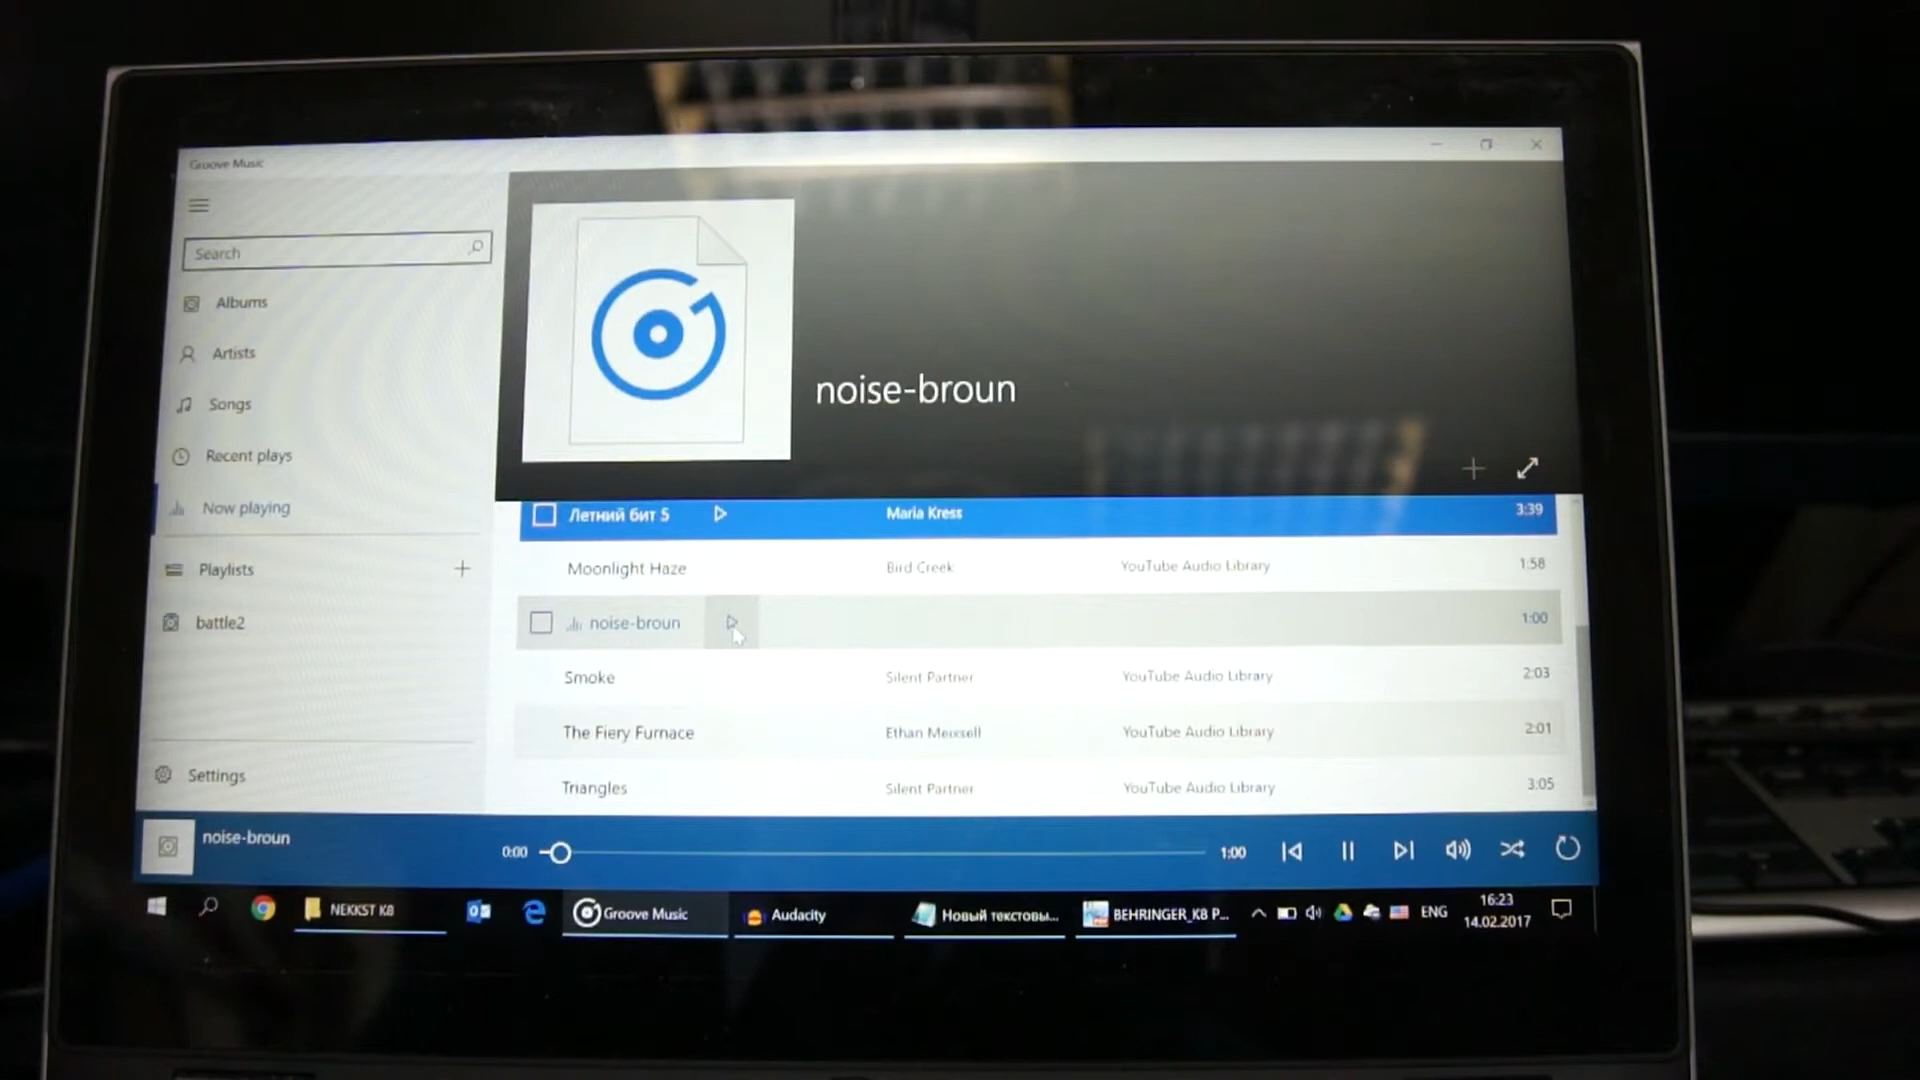 Groove Music
Search
Albums
Artists
Songs
Recent plays
Now playing
Playlists
battle2
Settings
noise-broun
Летний бит 5 Maria Kress 3:39
Moonlight Haze Bird Creek YouTube Audio Library 1:58
noise-broun 1:00
Smoke Silent Partner YouTube Audio Library 2:03
The Fiery Furnace Ethan Meixsell YouTube Audio Library 2:01
Triangles Silent Partner YouTube Audio Library 3:05
noise-broun 0:00 1:00
NEKKST K8 Groove Music Audacity Новый текстовы... BEHRINGER_K8 P... ENG 16:23
14.02.2017